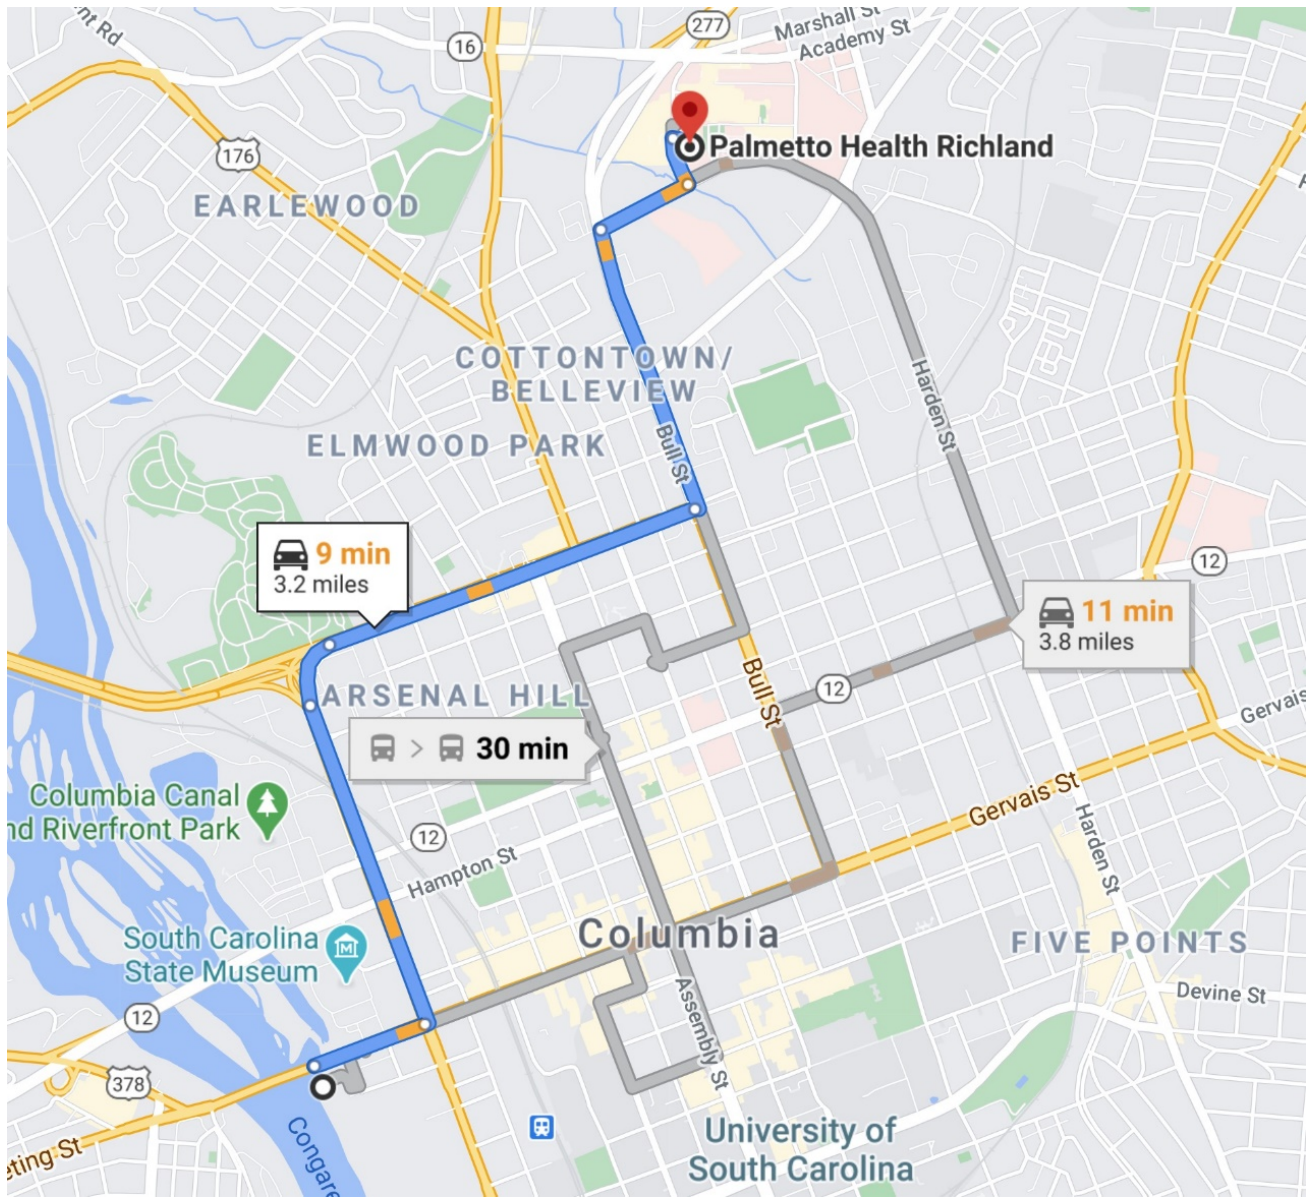 277
Marshall St
Academy St
16
nt Rd
176
Palmetto Health Richland
EARLEWOOD
COTTONTOWN/
BELLEVIEW
Harden St
ELMWOOD PARK
Bull St
9 min
3.2 miles
12
11 min
3.8 miles
ARSENAL HILL
Bull St
12
Gervais
30 min
Columbia Canal
nd Riverfront Park
Gervais St
12
Hampton St
Harden St
South Carolina
State Museum
Columbia
FIVE POINTS
Assembly St
Devine St
12
378
University of
South Carolina
Congare
eting St